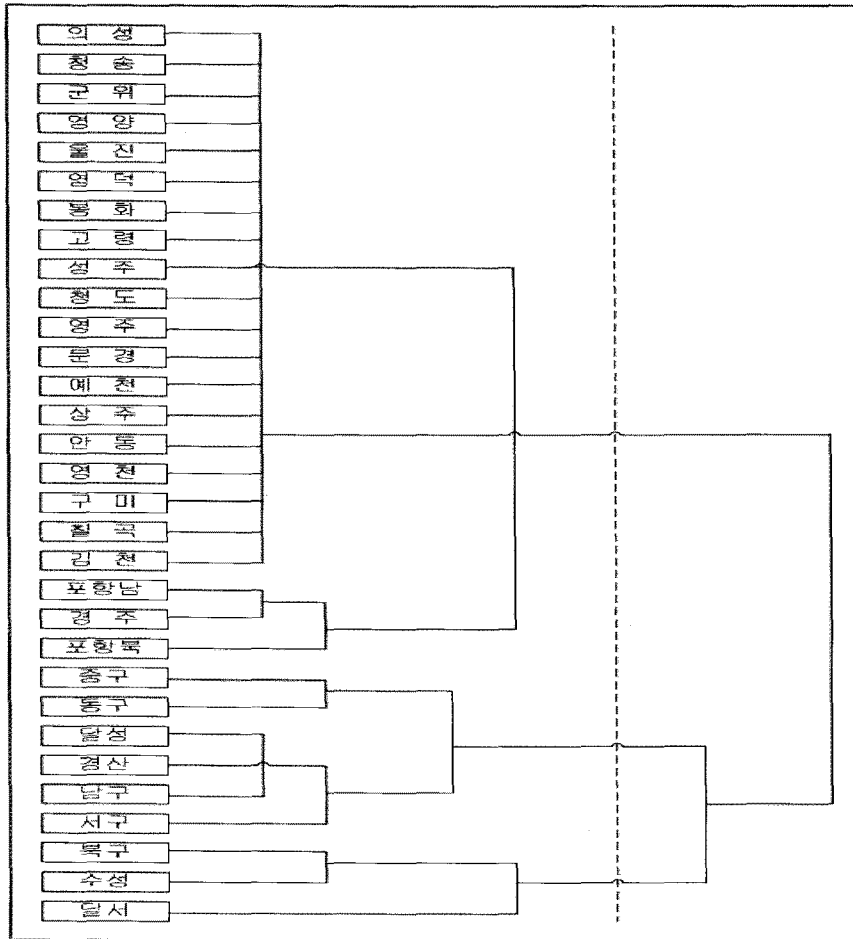 의 성
청 송
군 위
영 양
울 진
영 덕
봉 화
고 령
성 주
청 도
영 주
문 경
예 천
상 주
안 동
영 천
구 미
칠 곡
김 천
포항남
경 주
포항북
중구
동구
달성
경산
남구
서구
북구
수성
달서